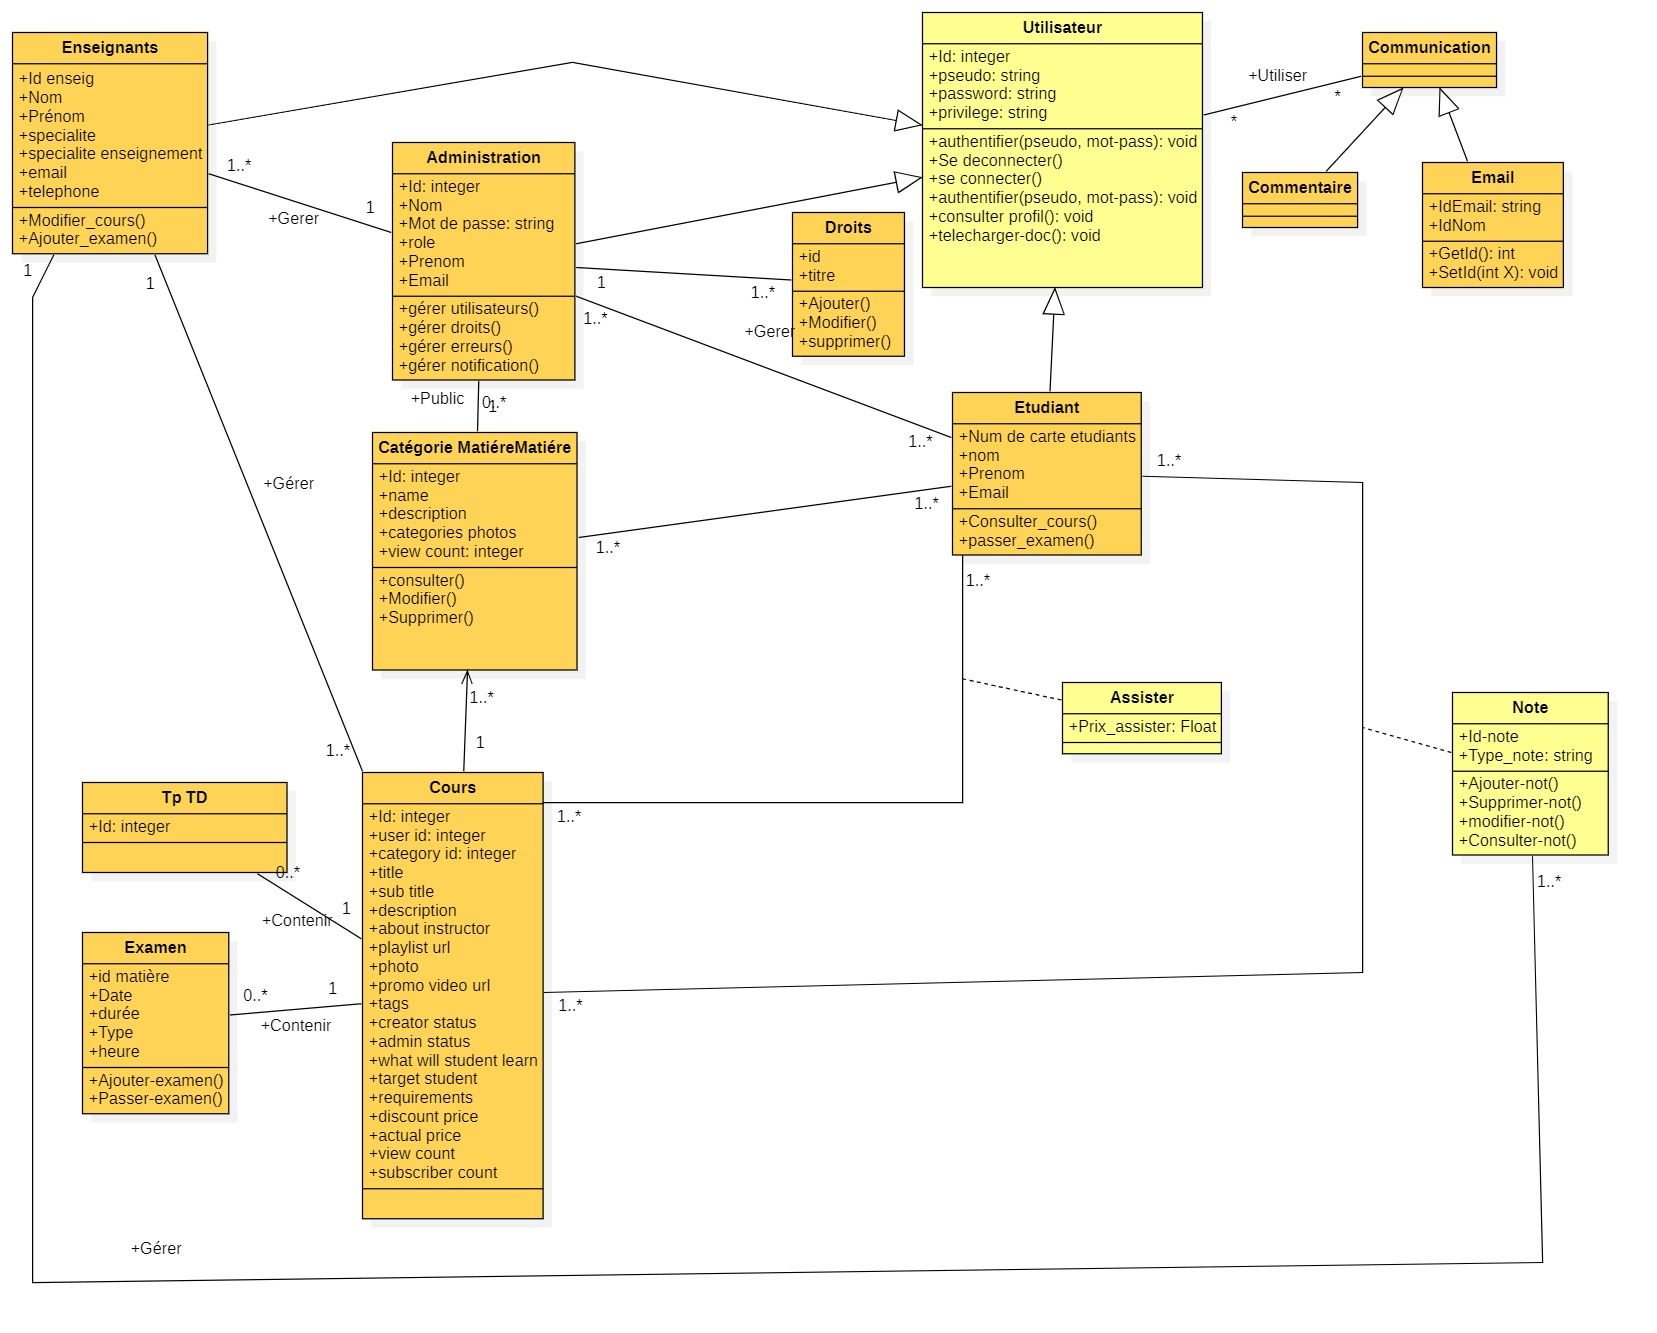 Enseignants
+Id enseig
+Nom
+Prénom
+specialite
+specialite enseignement
+email
+telephone
+Modifier_cours()
+Ajouter_examen()
Utilisateur
+Id: integer
+pseudo: string
+password: string
+privilege: string
+authentifier(pseudo, mot-pass): void
+Se deconnecter()
+se connecter()
+authentifier(pseudo, mot-pass): void
+consulter profil(): void
+telecharger-doc(): void
+Utiliser
*
*
Communication
Commentaire
Email
+IdEmail: string
+IdNom
+GetId(): int
+SetId(int X): void
1..*
+Gerer
1
Administration
+Id: integer
+Nom
+Mot de passe: string
+role
+Prenom
+Email
+gérer utilisateurs()
+gérer droits()
+gérer erreurs()
+gérer notification()
Droits
+id
+titre
+Ajouter()
+Modifier()
+supprimer()
1
1..*
1..*
+Gerer
1..*
1
1
+Public
0..*
1
Catégorie MatiéreMatiére
+Id: integer
+name
+description
+categories photos
+view count: integer
+consulter()
+Modifier()
+Supprimer()
Etudiant
+Num de carte etudiants
+nom
+Prenom
+Email
+Consulter_cours()
+passer_examen()
1..*
1..*
1..*
1..*
+Gérer
1..*
1..*
1
Assister
+Prix_assister: Float
Note
+Id-note
+Type_note: string
+Ajouter-not()
+Supprimer-not()
+modifier-not()
+Consulter-not()
1..*
Tp TD
+Id: integer
0..*
+Contenir
1
Examen
+id matière
+Date
+durée
+Type
+heure
+Ajouter-examen()
+Passer-examen()
0..*
1
+Contenir
Cours
+Id: integer
+user id: integer
+category id: integer
+title
+sub title
+description
+about instructor
+playlist url
+photo
+promo video url
+tags
+creator status
+admin status
+what will student learn
+target student
+requirements
+discount price
+actual price
+view count
+subscriber count
1..*
1..*
+Gérer